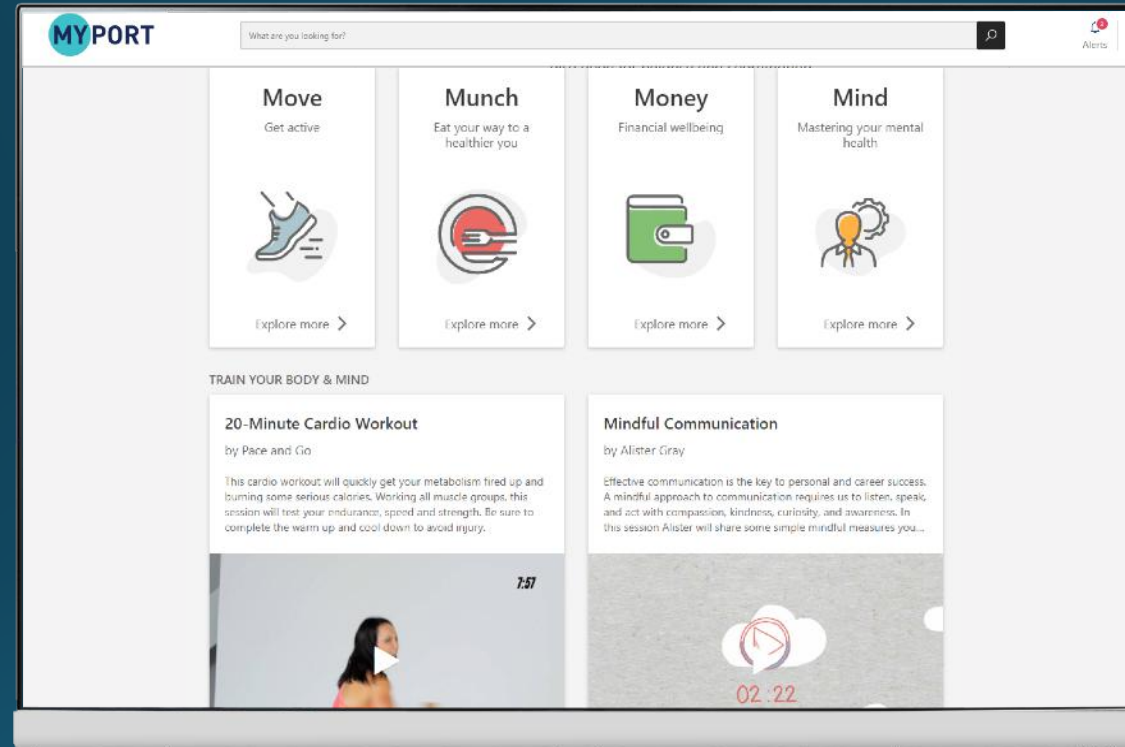 MYPORT
What are you looking for?
2
Alerts
Move
Get active
Explore more
Munch
Eat your way to a
healthier you
Explore more
Money
Financial wellbeing
Explore more
Mind
Mastering your mental
health
Explore more
TRAIN YOUR BODY & MIND
20-Minute Cardio Workout
by Pace and Go
This cardio workout will quickly get your metabolism fired up and
burning some serious calories. Working all muscle groups, this
session will test your endurance, speed and strength. Be sure to
complete the warm up and cool down to avoid injury.
7:57
Mindful Communication
by Alister Gray
Effective communication is the key to personal and career success.
A mindful approach to communication requires us to listen, speak,
and act with compassion, kindness, curiosity, and awareness. In
this session Alister will share some simple mindful measures you...
02:22